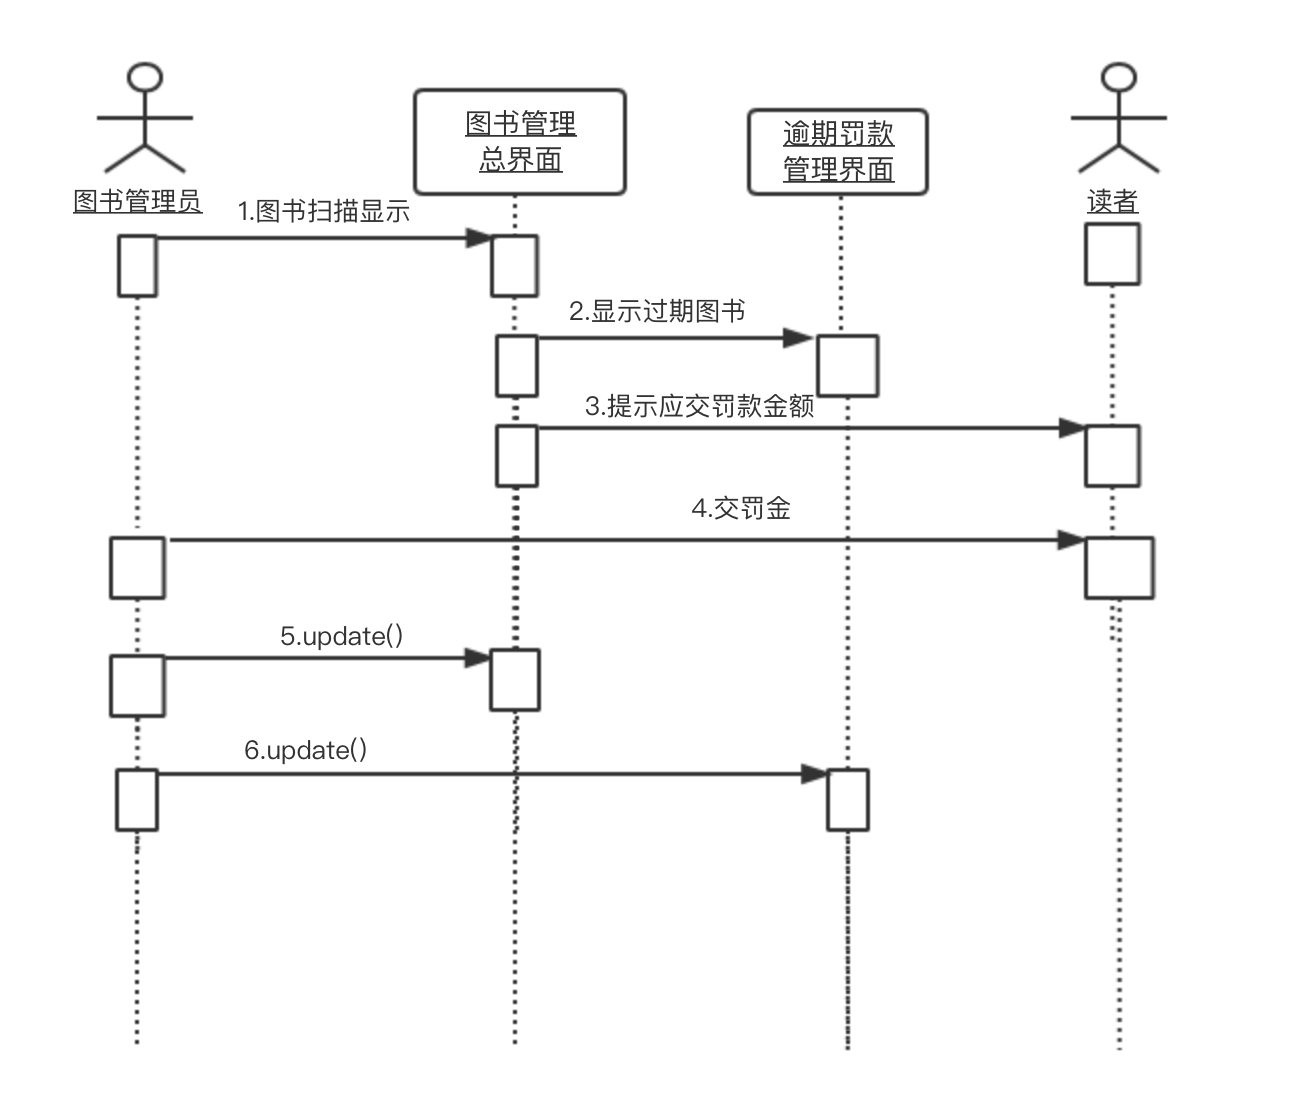 图书管理员
图书管理
总界面
逾期罚款
管理界面
读者
1.图书扫描显示
2.显示过期图书
3.提示应交罚款金额
4.交罚金
5.update()
6.update()